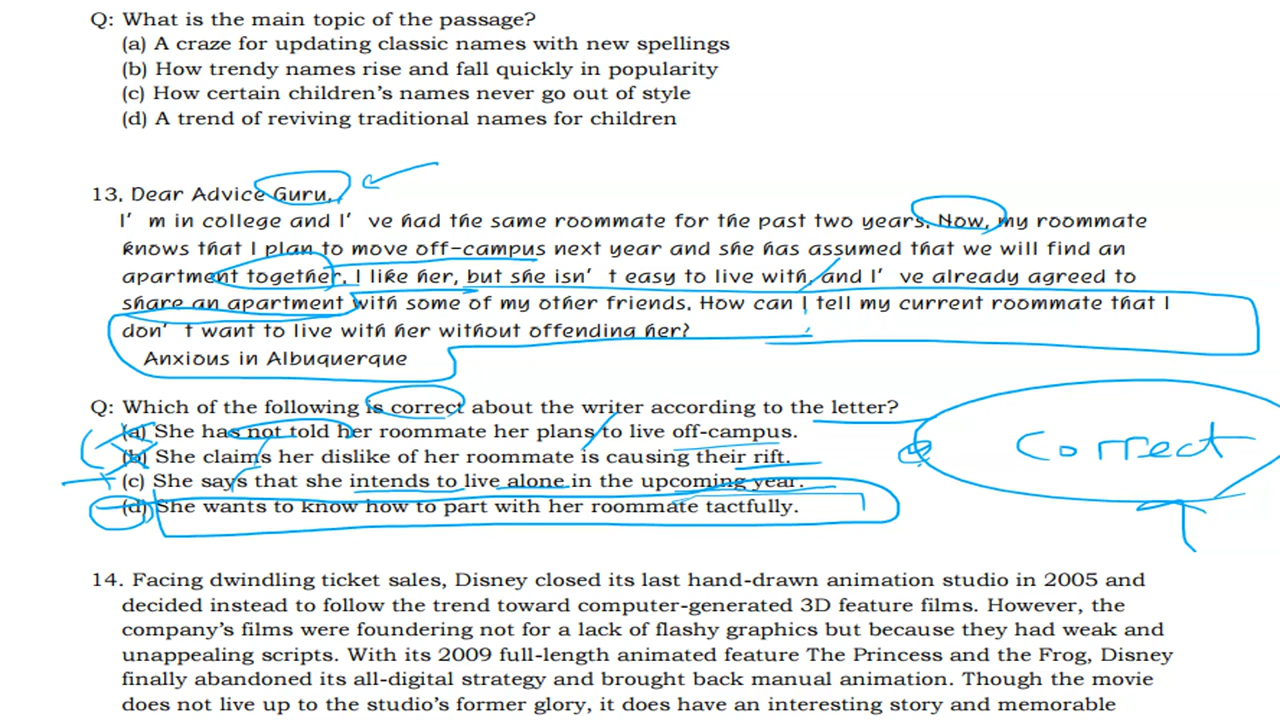 Q: What is the main topic of the passage?
(a) A craze for updating classic names with new spellings
(b) How trendy names rise and fall quickly in popularity
(c) How certain children's names never go out of style
(d) A trend of reviving traditional names for children
13. Dear Advice Guru,
I'm in college and I've had the same roommate for the past two years. Now, my roommate
knows that I plan to move off-campus next year and she has assumed that we will find an
apartment together. I like her, but she isn't easy to live with, and I've already agreed to
share an apartment with some of my other friends. How can I tell my current roommate that I
don't want to live with her without offending her?
Anxious in Albuquerque
Q: Which of the following is correct about the writer according to the letter?
(a) She has not told her roommate her plans to live off-campus.
(b) She claims her dislike of her roommate is causing their rift.
Correct
(c) She says that she intends to live alone in the upcoming year.
(d) She wants to know how to part with her roommate tactfully.
14. Facing dwindling ticket sales, Disney closed its last hand-drawn animation studio in 2005 and
decided instead to follow the trend toward computer-generated 3D feature films. However, the
company's films were foundering not for a lack of flashy graphics but because they had weak and
unappealing scripts. With its 2009 full-length animated feature The Princess and the Frog, Disney
finally abandoned its all-digital strategy and brought back manual animation. Though the movie
does not live up to the studio's former glory, it does have an interesting story and memorable